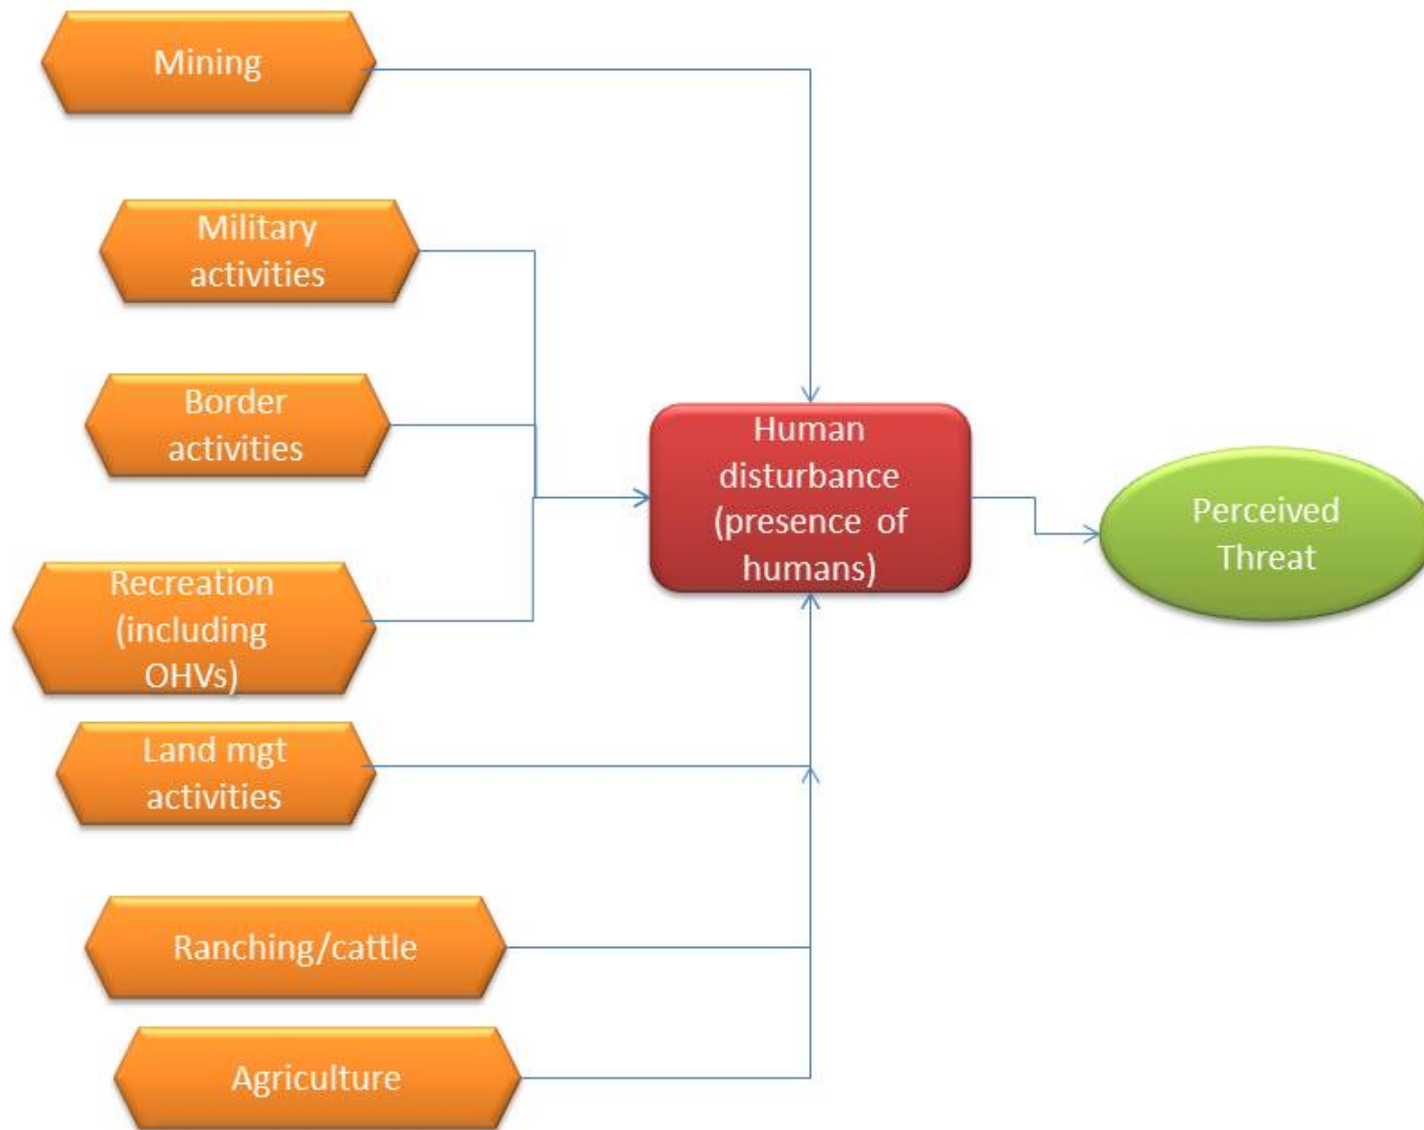 Mining
Military
activities
Border
activities
Recreation
(including
OHVs)
Land mgt
activities
Ranching/cattle
Agriculture
Human
disturbance
(presence of
humans)
Perceived
Threat